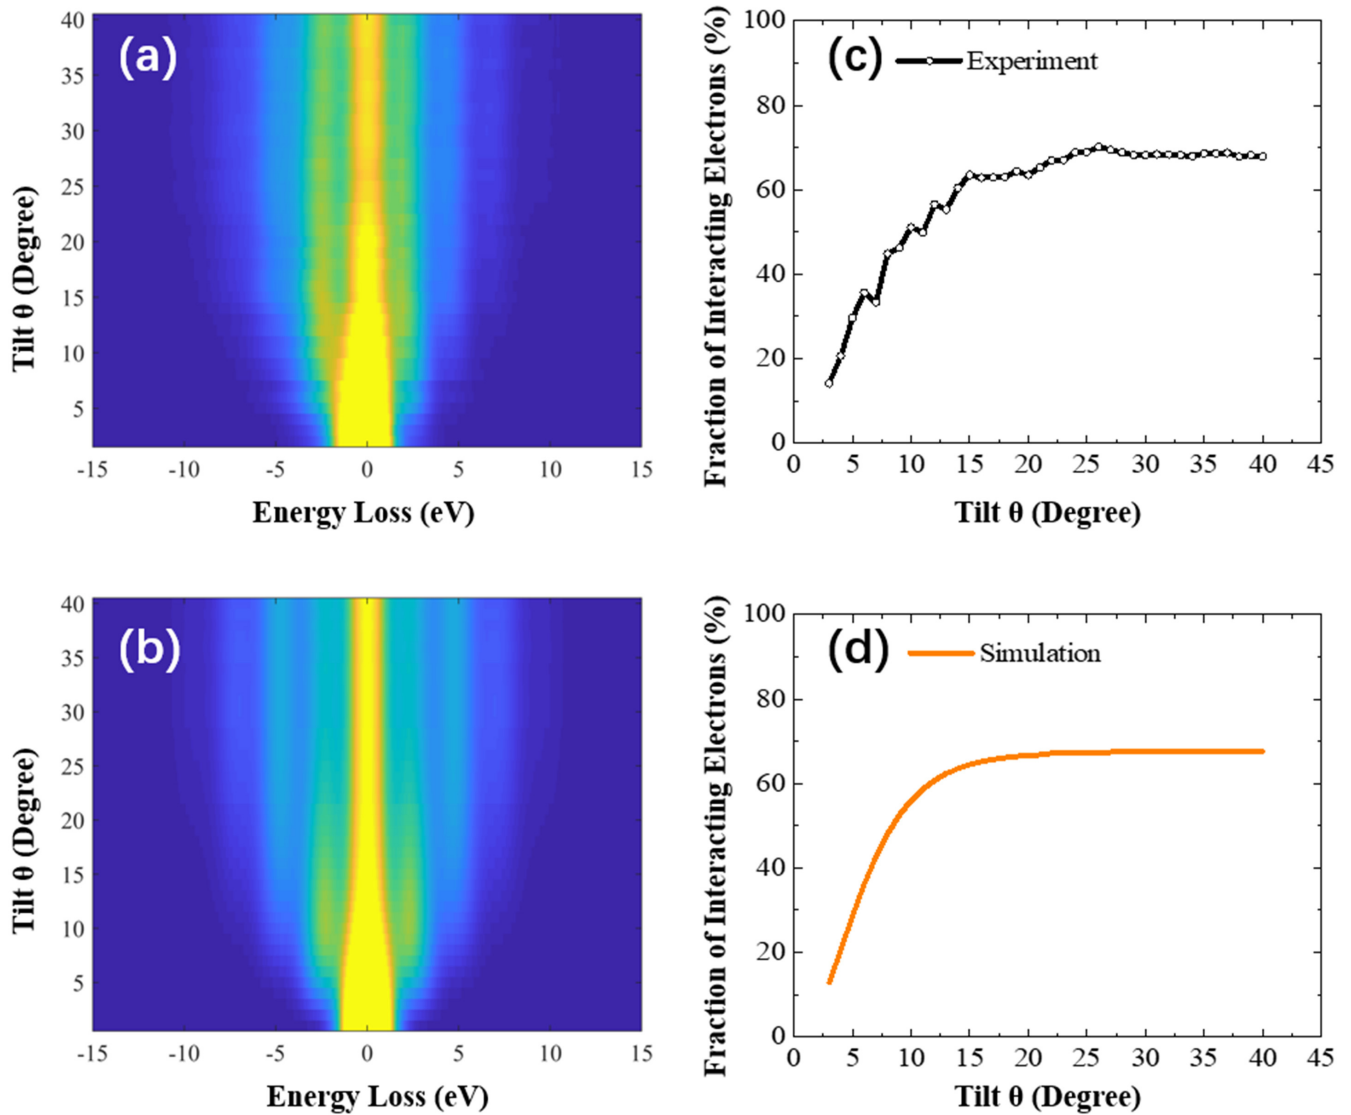 (a)
40
35
30
25
20
15
10
5
Tilt θ (Degree)
-15 -10 -5 0 5 10 15
Energy Loss (eV)
(c)
Experiment
100
80
60
40
20
0
Fraction of Interacting Electrons (%)
0 5 10 15 20 25 30 35 40 45
Tilt θ (Degree)
(b)
40
35
30
25
20
15
10
5
Tilt θ (Degree)
-15 -10 -5 0 5 10 15
Energy Loss (eV)
(d)
Simulation
100
80
60
40
20
0
Fraction of Interacting Electrons (%)
0 5 10 15 20 25 30 35 40 45
Tilt θ (Degree)